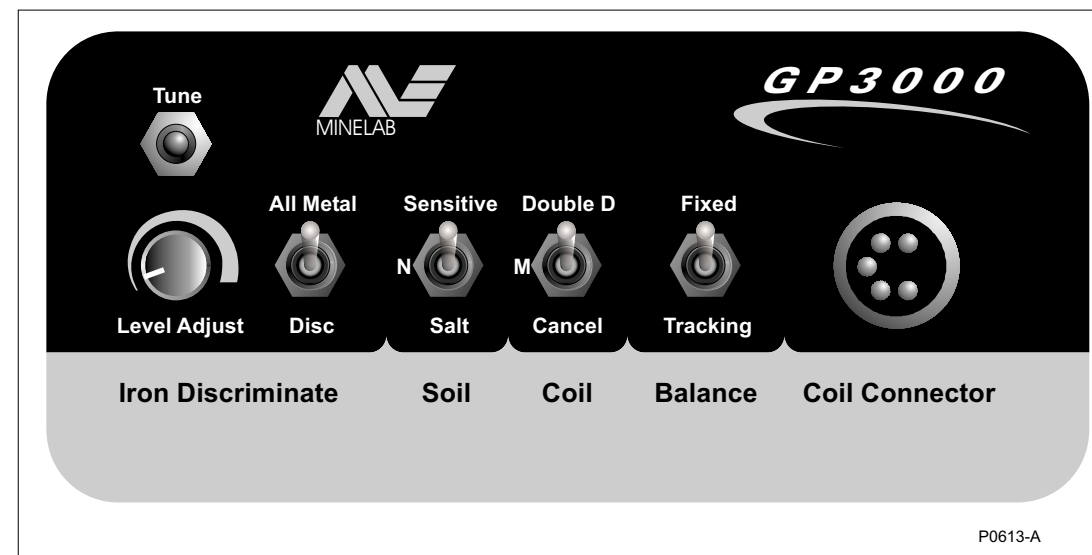 Tune
MINELAB
GP3000
All Metal
Sensitive
Double D
Fixed
N
M
Level Adjust
Disc
Salt
Cancel
Tracking
Iron Discriminate
Soil
Coil
Balance
Coil Connector
P0613-A